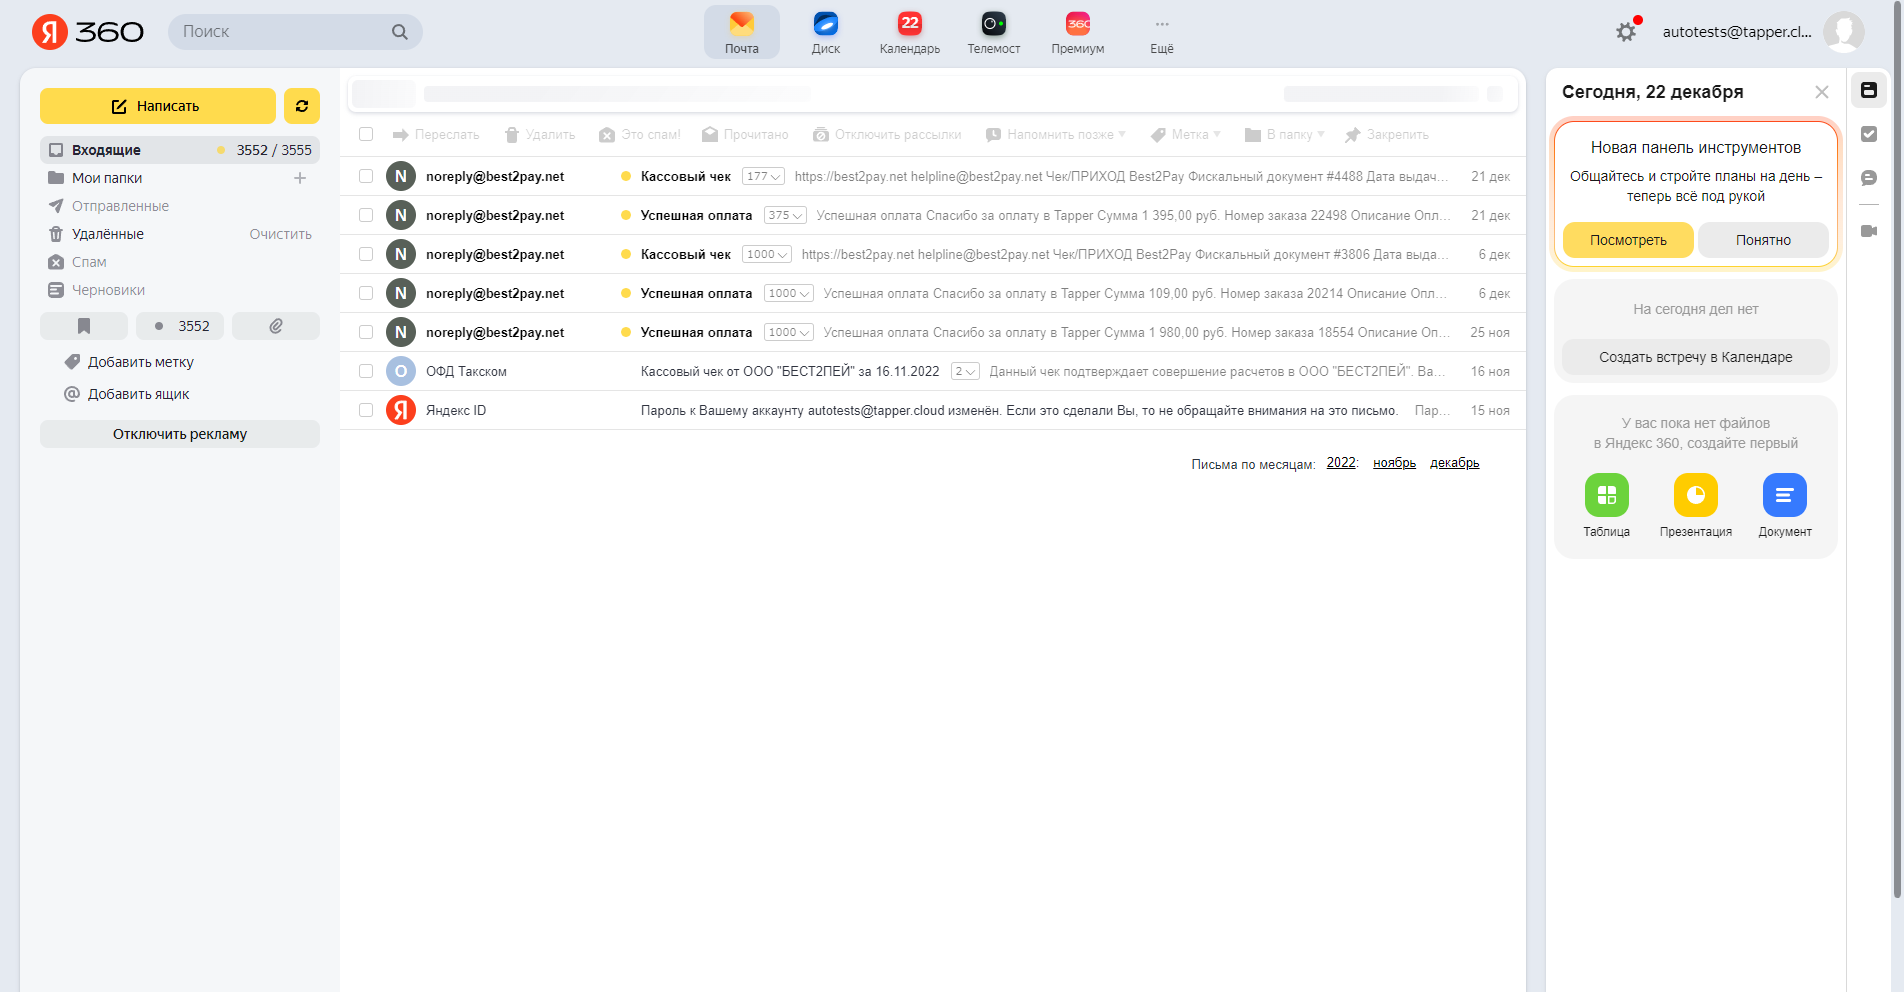 Я 360
Поиск
Почта
Диск
22
Календарь
Телемост
360
Премиум
Ещё
autotests@tapper.cl...
Написать
Входящие 3552 / 3555
Мои папки
Отправленные
Удалённые Очистить
Спам
Черновики
3552
Добавить метку
Добавить ящик
Отключить рекламу
Переслать Удалить Это спам! Прочитано Отключить рассылки Напомнить позже Метка В папку Закрепить
N noreply@best2pay.net Кассовый чек 177 https://best2pay.net helpline@best2pay.net Чек/ПРИХОД Best2Pay Фискальный документ #4488 Дата выдач... 21 дек
N noreply@best2pay.net Успешная оплата 375 Успешная оплата Спасибо за оплату в Tapper Сумма 1 395,00 руб. Номер заказа 22498 Описание Опл... 21 дек
N noreply@best2pay.net Кассовый чек 1000 https://best2pay.net helpline@best2pay.net Чек/ПРИХОД Best2Pay Фискальный документ #3806 Дата выда... 6 дек
N noreply@best2pay.net Успешная оплата 1000 Успешная оплата Спасибо за оплату в Tapper Сумма 109,00 руб. Номер заказа 20214 Описание Опл... 6 дек
N noreply@best2pay.net Успешная оплата 1000 Успешная оплата Спасибо за оплату в Tapper Сумма 1 980,00 руб. Номер заказа 18554 Описание Оп... 25 ноя
О ОФД Такском Кассовый чек от ООО "БЕСТ2ПЕЙ" за 16.11.2022 2 Данный чек подтверждает совершение расчетов в ООО "БЕСТ2ПЕЙ". Ва... 16 ноя
Я Яндекс ID Пароль к Вашему аккаунту autotests@tapper.cloud изменён. Если это сделали Вы, то не обращайте внимания на это письмо. Пар... 15 ноя
Письма по месяцам: 2022: ноябрь декабрь
Сегодня, 22 декабря
Новая панель инструментов
Общайтесь и стройте планы на день –
теперь всё под рукой
Посмотреть Понятно
На сегодня дел нет
Создать встречу в Календаре
У вас пока нет файлов
в Яндекс 360, создайте первый
Таблица Презентация Документ